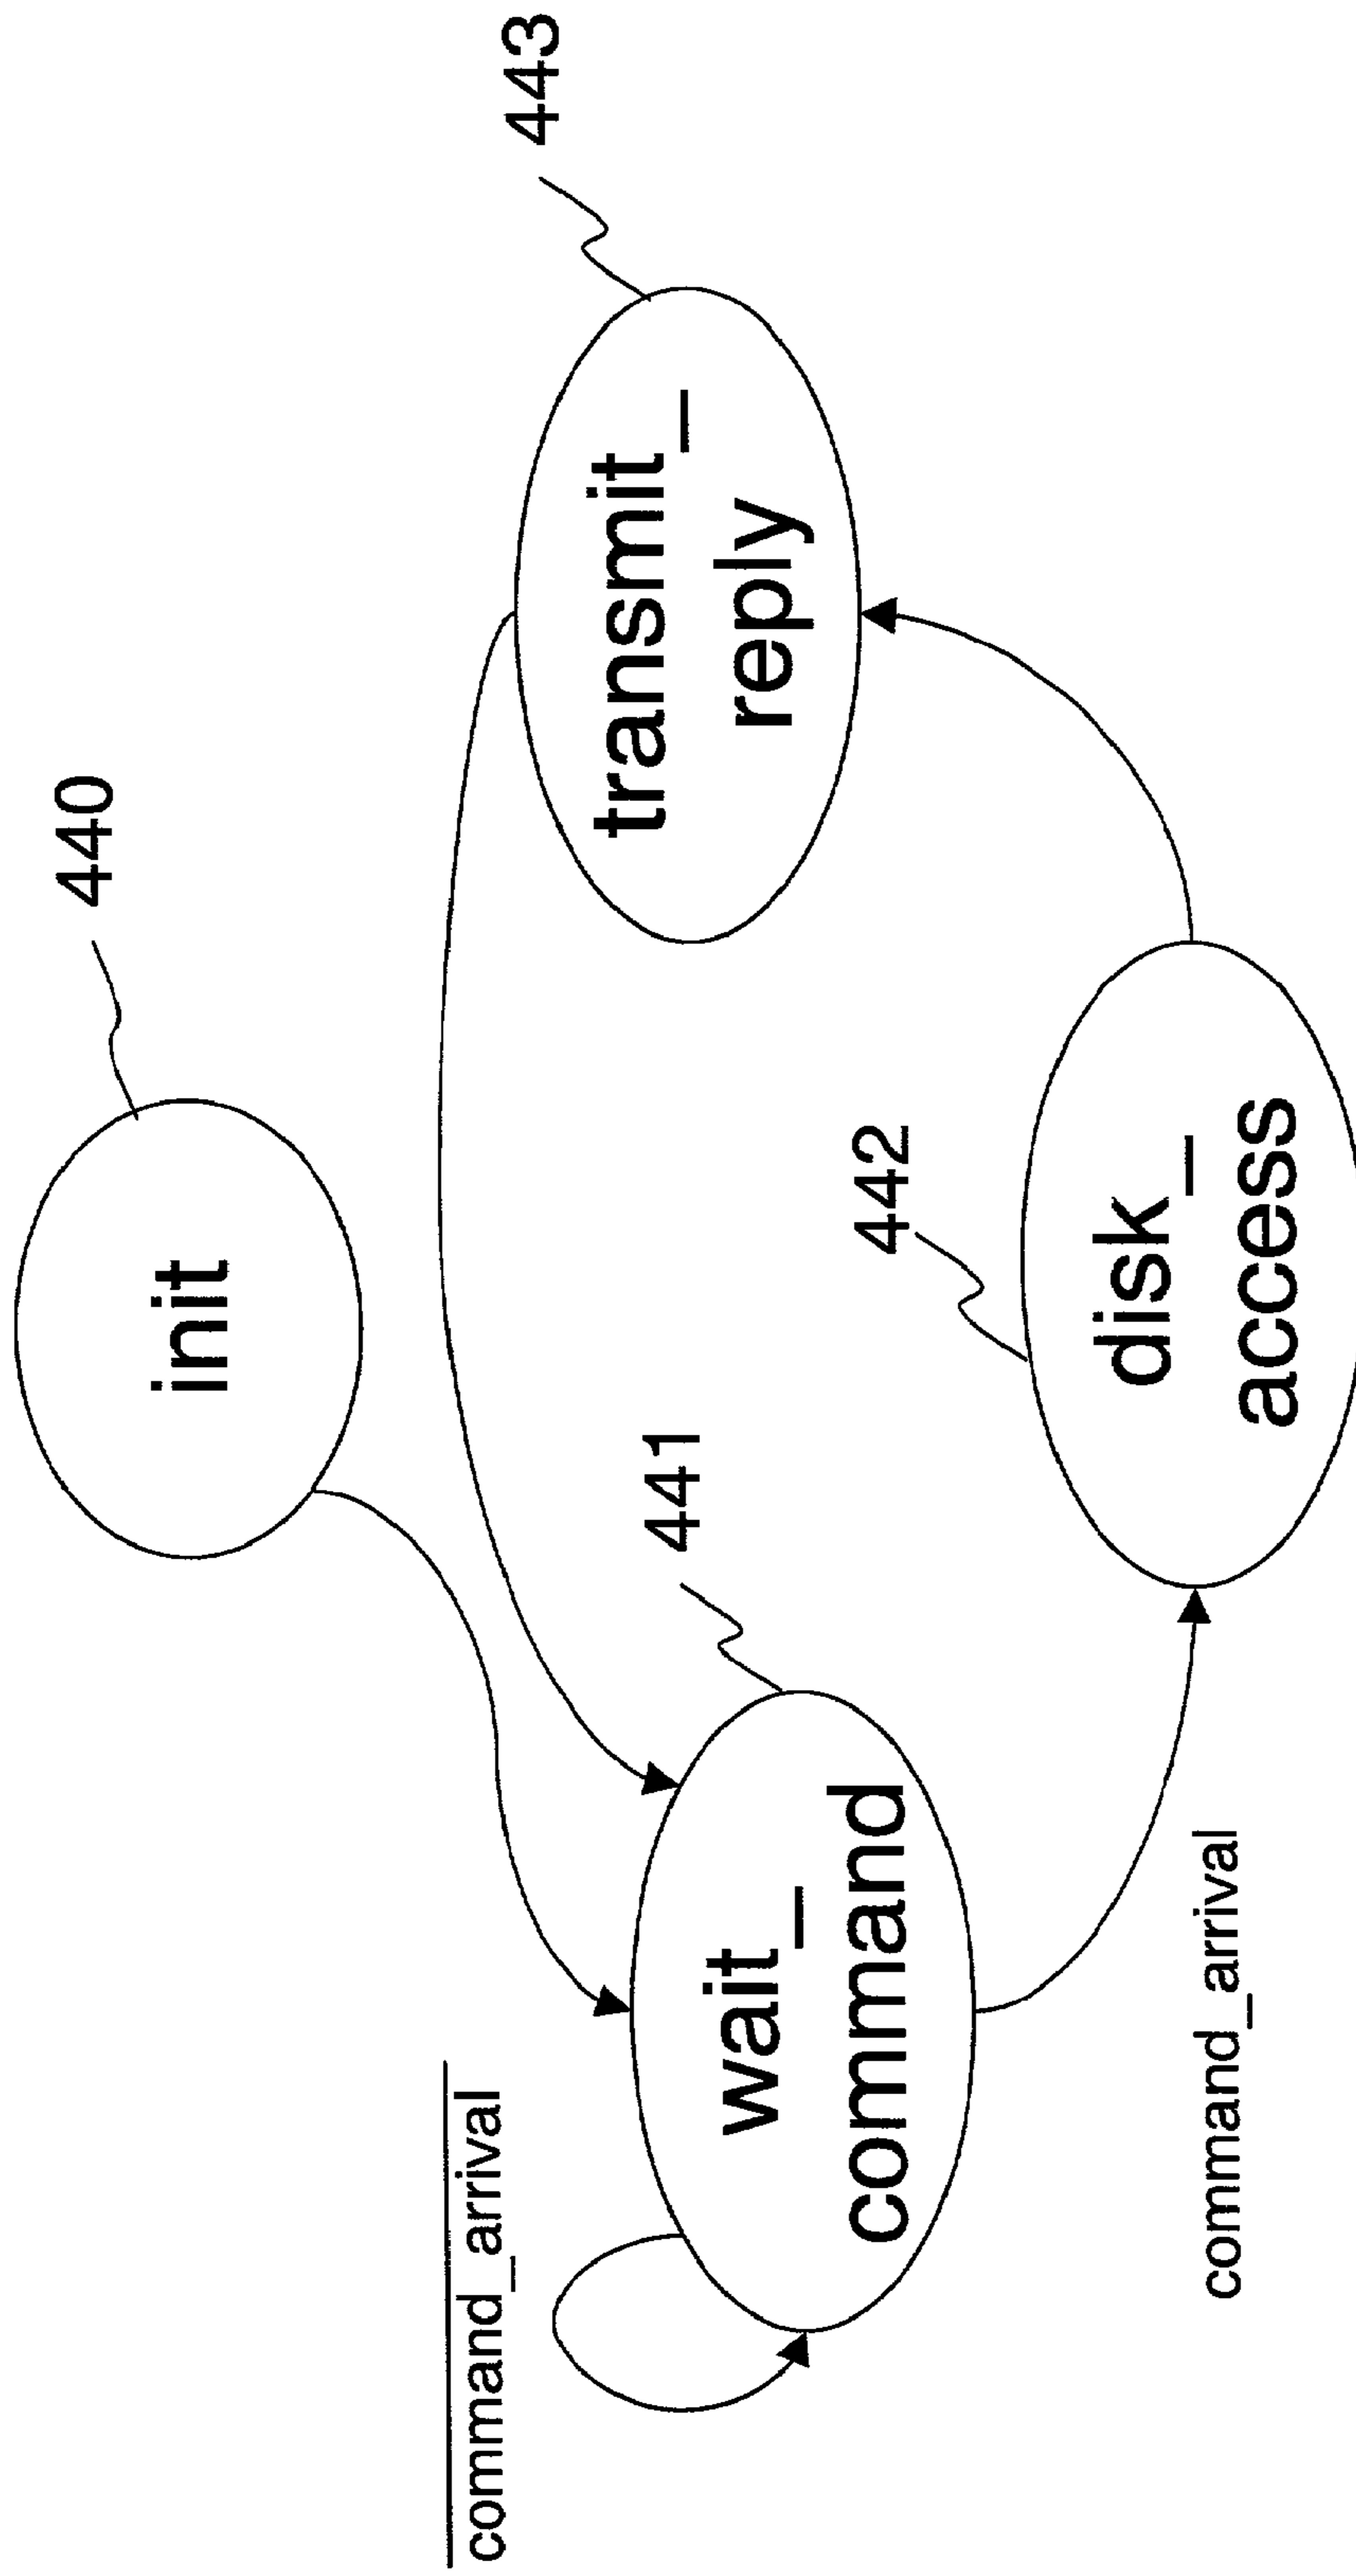 440
init
443
transmit_
reply
command_arrival
441
wait_
command
442
disk_
access
command_arrival